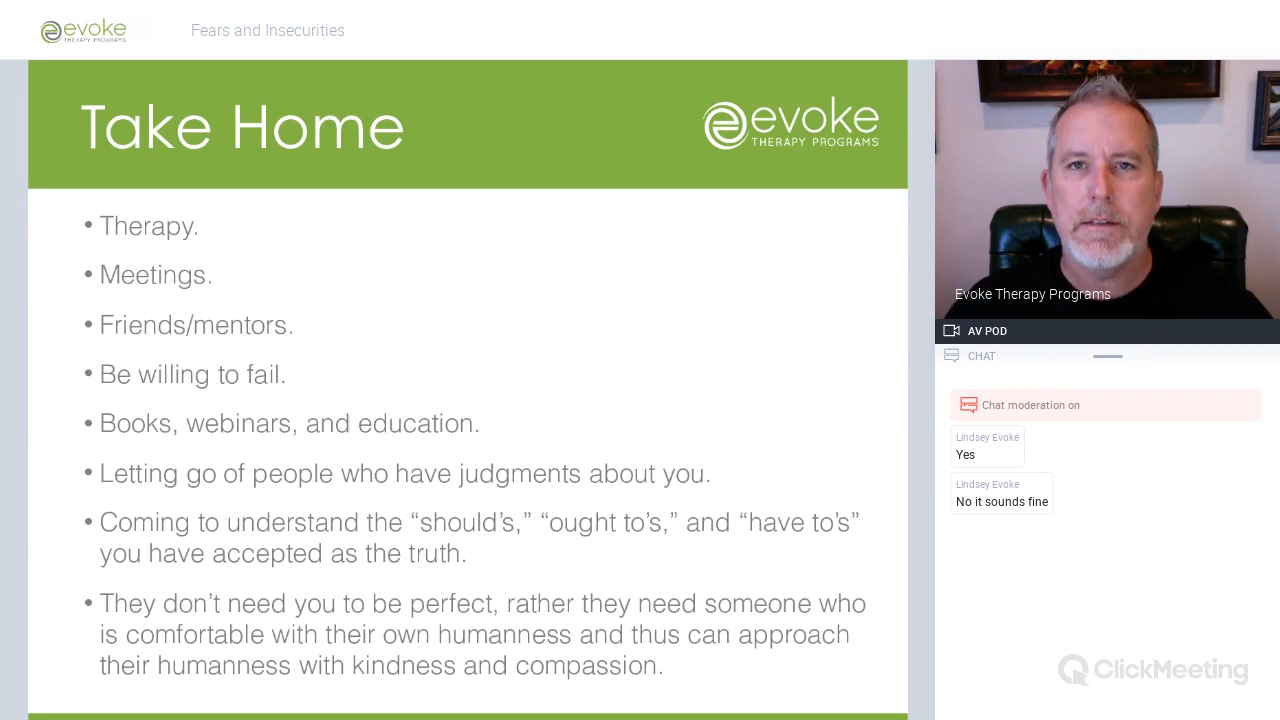 evoke
THERAPY PROGRAMS
Fears and Insecurities
Take Home
evoke
THERAPY PROGRAMS
• Therapy.
• Meetings.
• Friends/mentors.
• Be willing to fail.
• Books, webinars, and education.
• Letting go of people who have judgments about you.
• Coming to understand the “should’s,” “ought to’s,” and “have to’s”
you have accepted as the truth.
• They don’t need you to be perfect, rather they need someone who
is comfortable with their own humanness and thus can approach
their humanness with kindness and compassion.
Evoke Therapy Programs
AV POD
CHAT
Chat moderation on
Lindsey Evoke
Yes
Lindsey Evoke
No it sounds fine
ClickMeeting